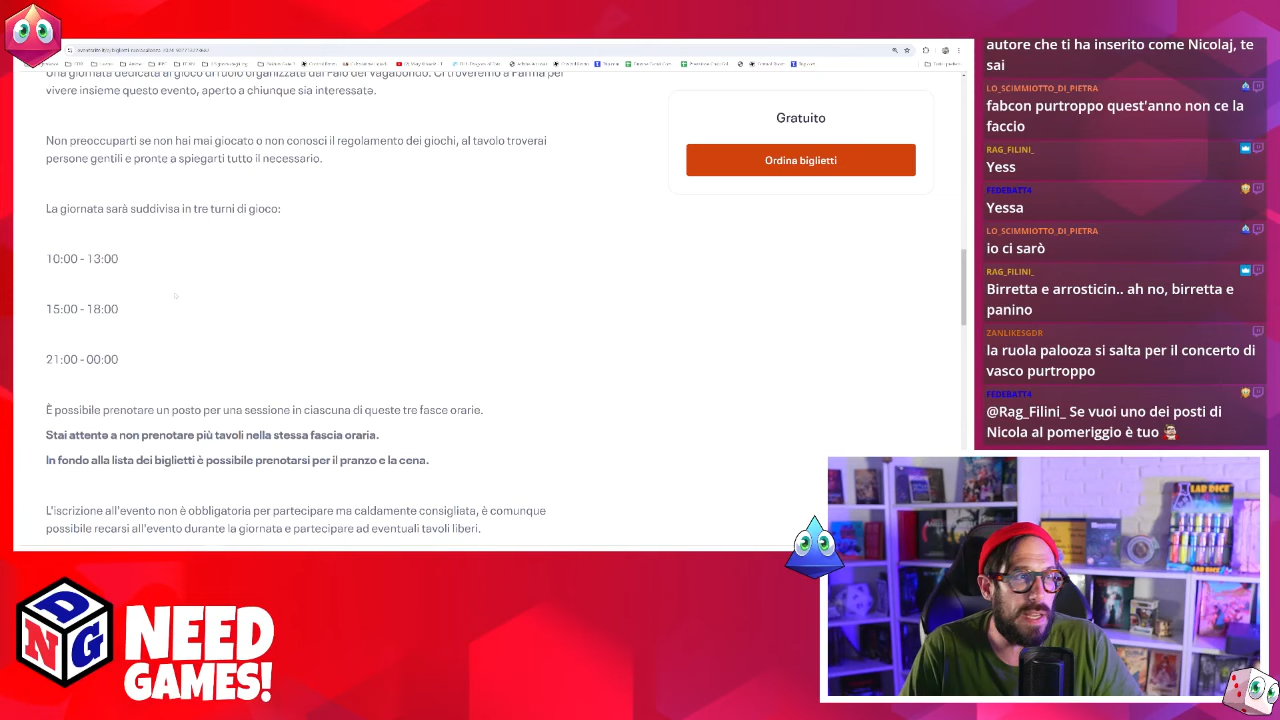 Una giornata dedicata al gioco di ruolo organizzata dal Falò del Vagabondo. Ci troveremo a Parma per
vivere insieme questo evento, aperto a chiunque sia interessate.
Non preoccuparti se non hai mai giocato o non conosci il regolamento dei giochi, al tavolo troverai
persone gentili e pronte a spiegarti tutto il necessario.
La giornata sarà suddivisa in tre turni di gioco:
10:00 - 13:00
15:00 - 18:00
21:00 - 00:00
È possibile prenotare un posto per una sessione in ciascuna di queste tre fasce orarie.
Stai attente a non prenotare più tavoli nella stessa fascia oraria.
In fondo alla lista dei biglietti è possibile prenotarsi per il pranzo e la cena.
L'iscrizione all'evento non è obbligatoria per partecipare ma caldamente consigliata, è comunque
possibile recarsi all'evento durante la giornata e partecipare ad eventuali tavoli liberi.
Gratuito
Ordina biglietti
autore che ti ha inserito come Nicolaj, te
sai
LO_SCIMMIOTTO_DI_PIETRA
fabcon purtroppo quest'anno non ce la
faccio
RAG_FILINI_
Yess
FEDEBATT4
Yessa
LO_SCIMMIOTTO_DI_PIETRA
io ci sarò
RAG_FILINI_
Birretta e arrosticin.. ah no, birretta e
panino
ZANLIKESGDR
la ruola palooza si salta per il concerto di
vasco purtroppo
FEDEBATT4
@Rag_Filini_ Se vuoi uno dei posti di
Nicola al pomeriggio è tuo
LAB DICE
LAB DICE
D
N
G
NEED
GAMES!